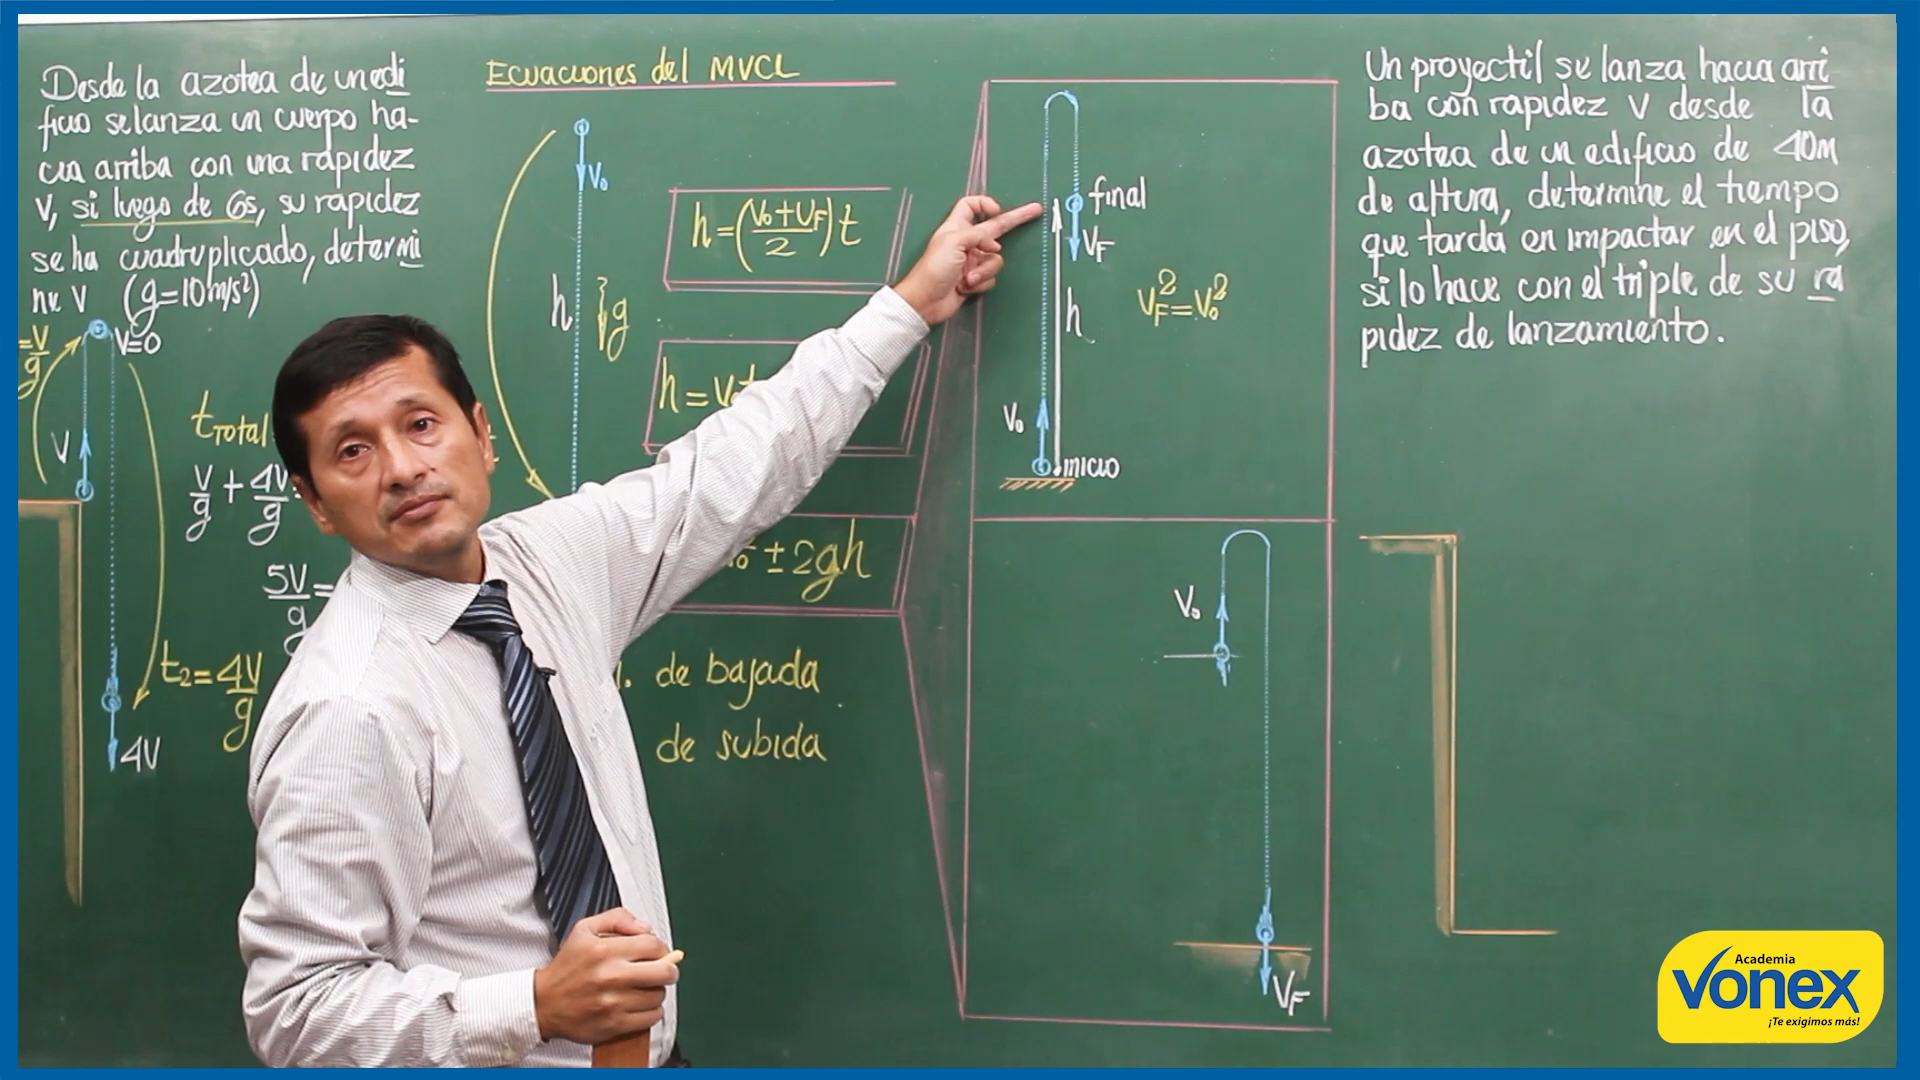 Desde la azotea de un edi
ficio se lanza un cuerpo ha-
cia arriba con una rapidez
V, si luego de 6s, su rapidez
se ha cuadruplicado, determi
ne V (g=10m/s²)
=V/g
V=0
V
tTotal
V/g + 4V/g
5V/g =
t2=4V/g
4V
Ecuaciones del MVCL
V₀
h
g
h=(V₀+VF/2)t
h=V₀t
± 2gh
de bajada
de subida
final
VF
h
VF²=V₀²
V₀
inicio
V₀
VF
Un proyectil se lanza hacia arri
ba con rapidez V desde la
azotea de un edificio de 40m
de altura, determine el tiempo
que tarda en impactar en el piso,
si lo hace con el triple de su ra
pidez de lanzamiento.
Academia
Vonex
¡Te exigimos más!